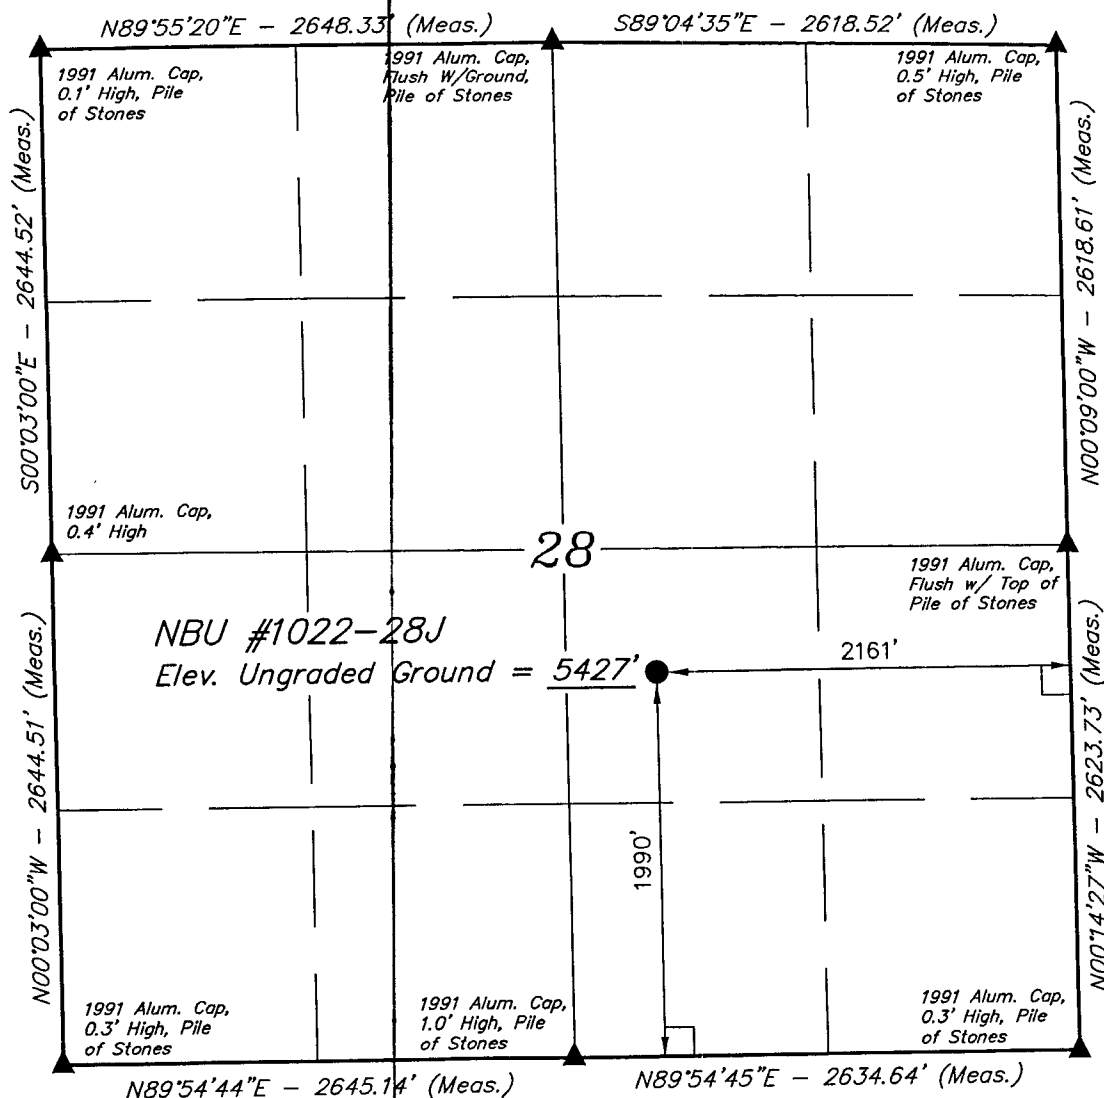 N89°55'20"E - 2648.33' (Meas.)
S89°04'35"E - 2618.52' (Meas.)
1991 Alum. Cap,
0.1' High, Pile
of Stones
1991 Alum. Cap,
Flush W/Ground,
Pile of Stones
1991 Alum. Cap,
0.5' High, Pile
of Stones
S00°03'00"E - 2644.52' (Meas.)
N00°09'00"W - 2618.61' (Meas.)
1991 Alum. Cap,
0.4' High
28
1991 Alum. Cap,
Flush w/ Top of
Pile of Stones
NBU #1022-28J
Elev. Ungraded Ground = 5427'
2161'
N00°03'00"W - 2644.51' (Meas.)
N00°14'27"W - 2623.73' (Meas.)
1990'
1991 Alum. Cap,
0.3' High, Pile
of Stones
1991 Alum. Cap,
1.0' High, Pile
of Stones
1991 Alum. Cap,
0.3' High, Pile
of Stones
N89°54'44"E - 2645.14' (Meas.)
N89°54'45"E - 2634.64' (Meas.)